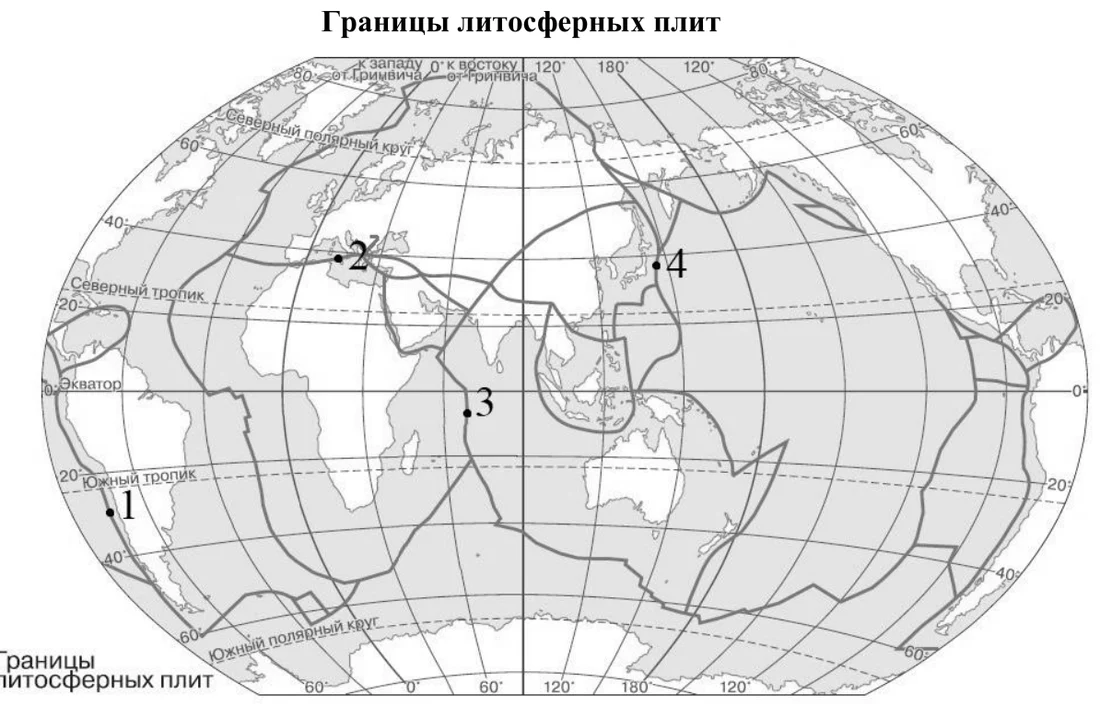 Границы литосферных плит
к западу 0° к востоку 120° 180° 120° 80°
80° от Гринвича от Гринвича
Северный полярный круг
60° 60°
40° 40°
2
4
Северный тропик
20° 20°
0° Экватор 0°
3
20° Южный тропик 20°
1
40° 40°
60° Южный полярный круг 60°
60° 0° 60° 120° 180° 120°
Границы
литосферных плит